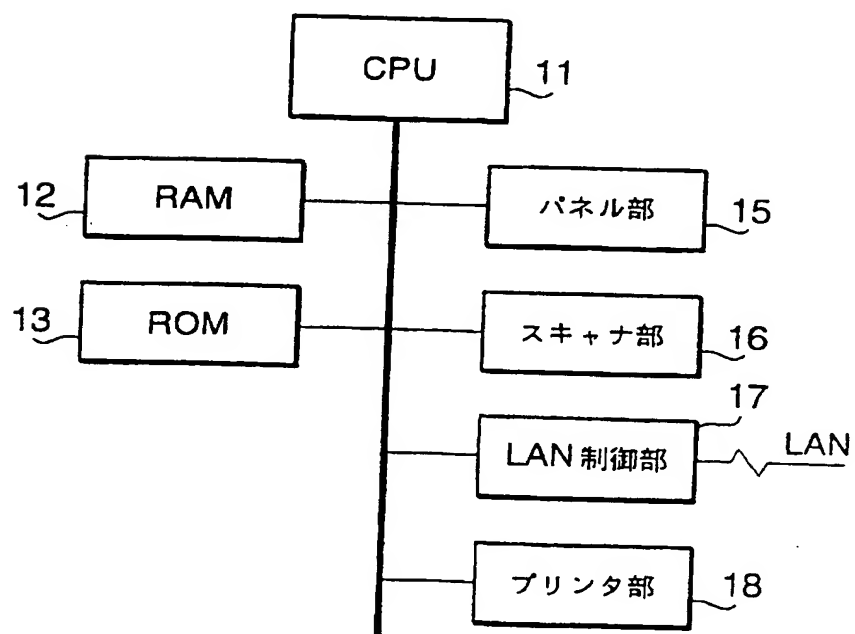 CPU
11
12
RAM
パネル部
15
13
ROM
スキャナ部
16
17
LAN 制御部
LAN
プリンタ部
18